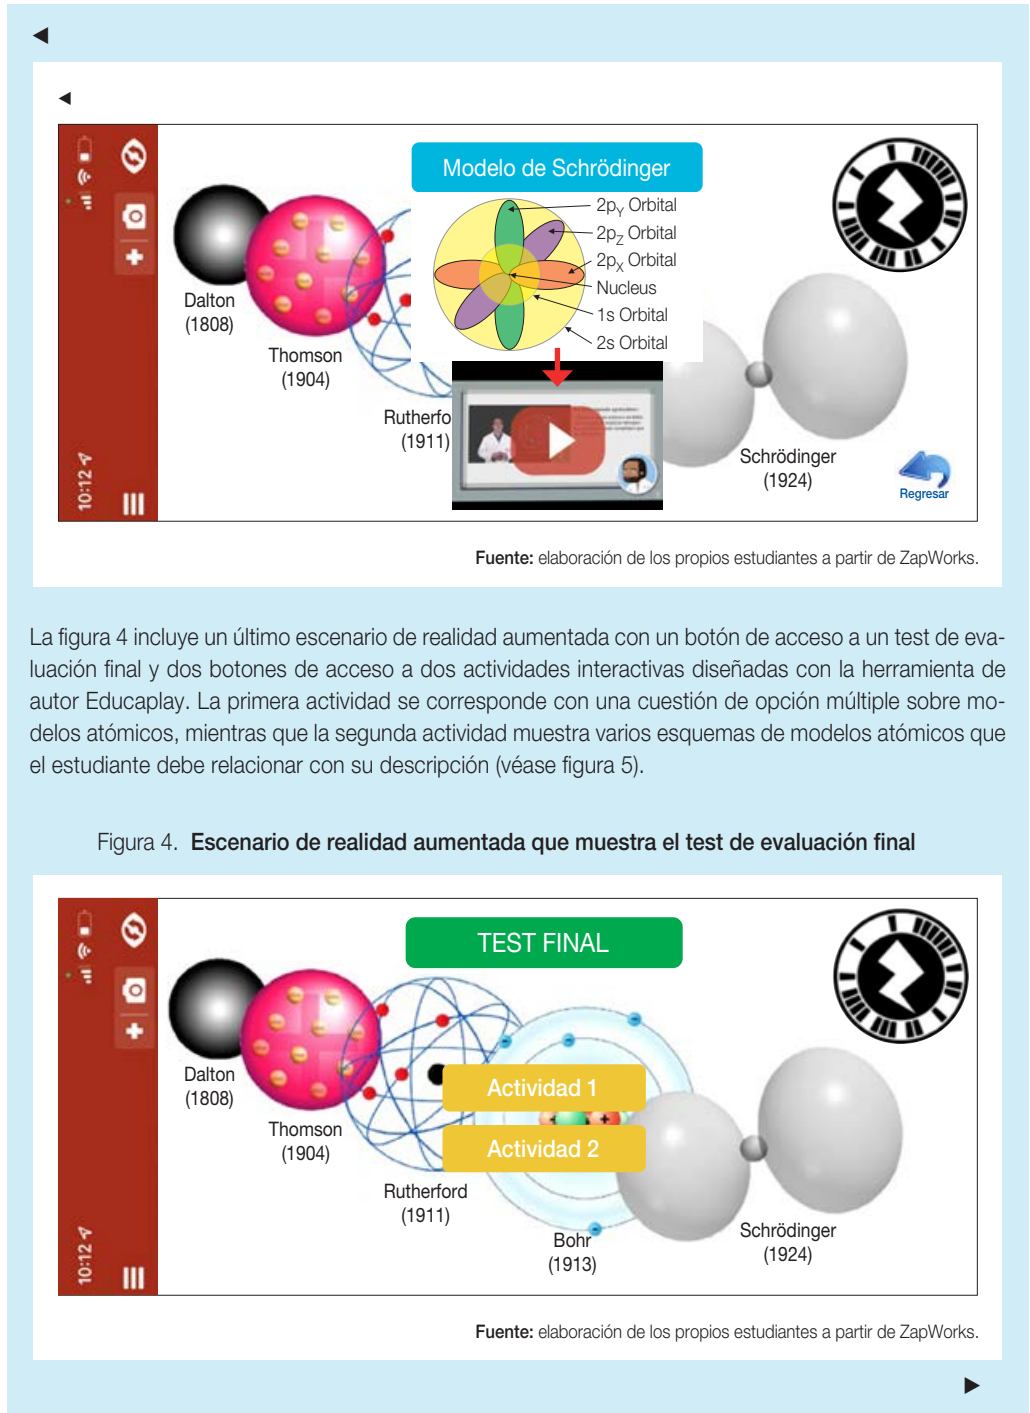 Modelo de Schrödinger
2pY Orbital
2pZ Orbital
2pX Orbital
Nucleus
1s Orbital
2s Orbital
Dalton
(1808)
Thomson
(1904)
Rutherfo
(1911)
Schrödinger
(1924)
Regresar
10:12
Fuente: elaboración de los propios estudiantes a partir de ZapWorks.
La figura 4 incluye un último escenario de realidad aumentada con un botón de acceso a un test de eva-
luación final y dos botones de acceso a dos actividades interactivas diseñadas con la herramienta de
autor Educaplay. La primera actividad se corresponde con una cuestión de opción múltiple sobre mo-
delos atómicos, mientras que la segunda actividad muestra varios esquemas de modelos atómicos que
el estudiante debe relacionar con su descripción (véase figura 5).
Figura 4. Escenario de realidad aumentada que muestra el test de evaluación final
TEST FINAL
Actividad 1
Actividad 2
Dalton
(1808)
Thomson
(1904)
Rutherford
(1911)
Bohr
(1913)
Schrödinger
(1924)
10:12
Fuente: elaboración de los propios estudiantes a partir de ZapWorks.